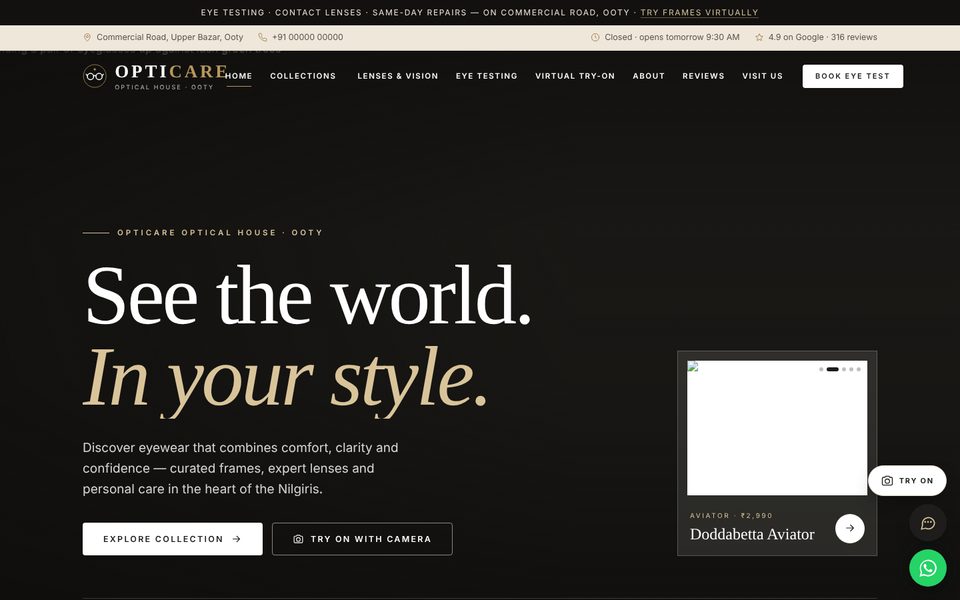 EYE TESTING · CONTACT LENSES · SAME-DAY REPAIRS — ON COMMERCIAL ROAD, OOTY · TRY FRAMES VIRTUALLY
Commercial Road, Upper Bazar, Ooty +91 00000 00000 Closed · opens tomorrow 9:30 AM 4.9 on Google · 316 reviews
OPTICARE
OPTICAL HOUSE · OOTY
HOME COLLECTIONS LENSES & VISION EYE TESTING VIRTUAL TRY-ON ABOUT REVIEWS VISIT US BOOK EYE TEST
OPTICARE OPTICAL HOUSE · OOTY
See the world.
In your style.
Discover eyewear that combines comfort, clarity and
confidence — curated frames, expert lenses and
personal care in the heart of the Nilgiris.
EXPLORE COLLECTION → TRY ON WITH CAMERA
AVIATOR · ₹2,990
Doddabetta Aviator
TRY ON